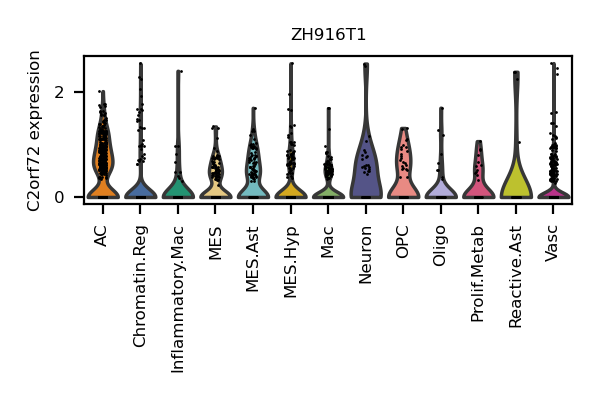 ZH916T1
C2orf72 expression
2
0
AC
Chromatin.Reg
Inflammatory.Mac
MES
MES.Ast
MES.Hyp
Mac
Neuron
OPC
Oligo
Prolif.Metab
Reactive.Ast
Vasc